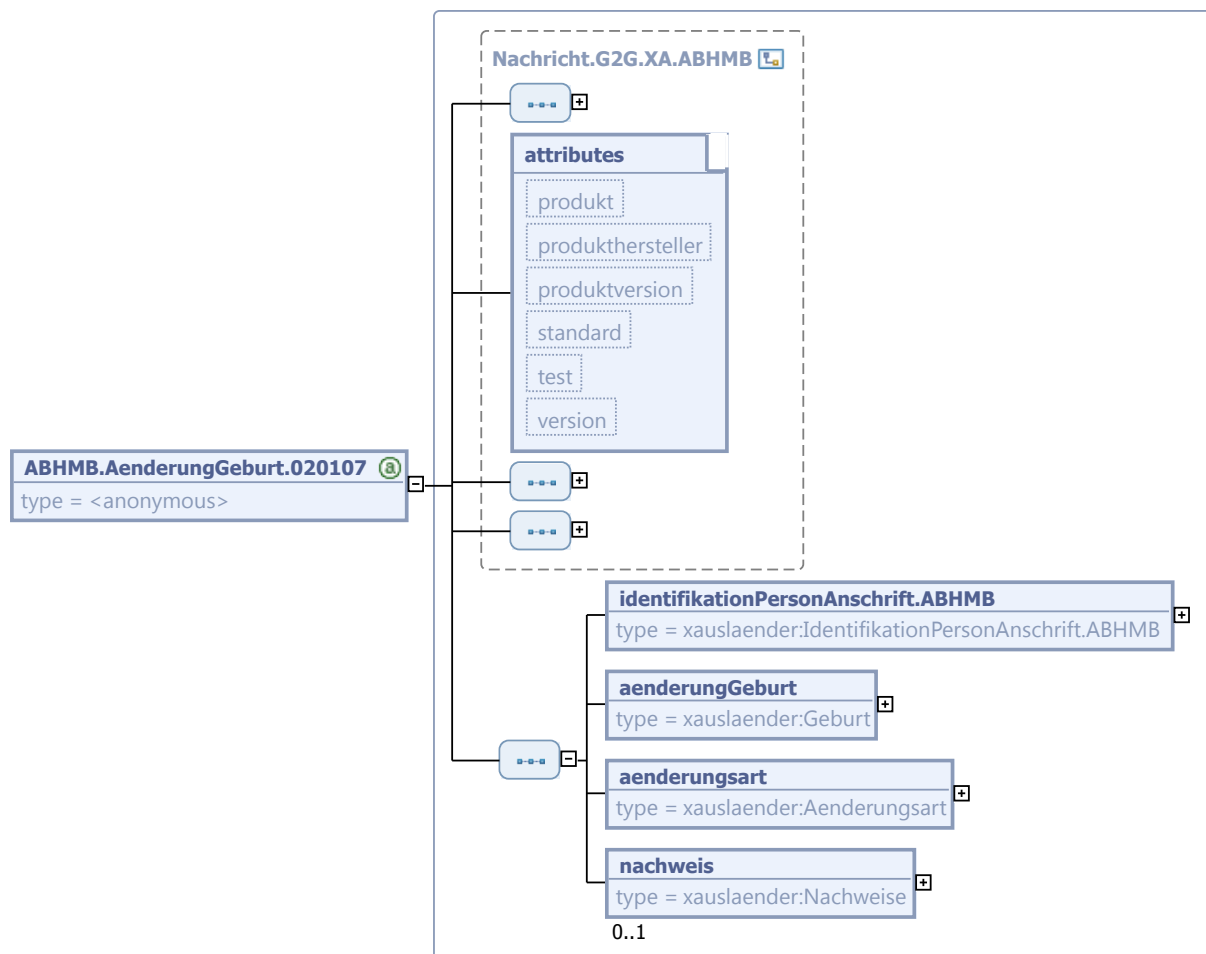 Nachricht.G2G.XA.ABHMB
attributes
produkt
produkthersteller
produktversion
standard
test
version
ABHMB.AenderungGeburt.020107 a
type = <anonymous>
identifikationPersonAnschrift.ABHMB
type = xauslaender:IdentifikationPersonAnschrift.ABHMB
aenderungGeburt
type = xauslaender:Geburt
aenderungsart
type = xauslaender:Aenderungsart
nachweis
type = xauslaender:Nachweise
0..1